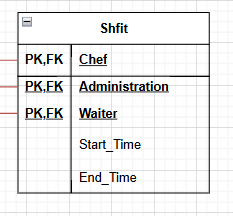 Shfit
PK,FK Chef
PK,FK Administration
PK,FK Waiter
Start_Time
End_Time